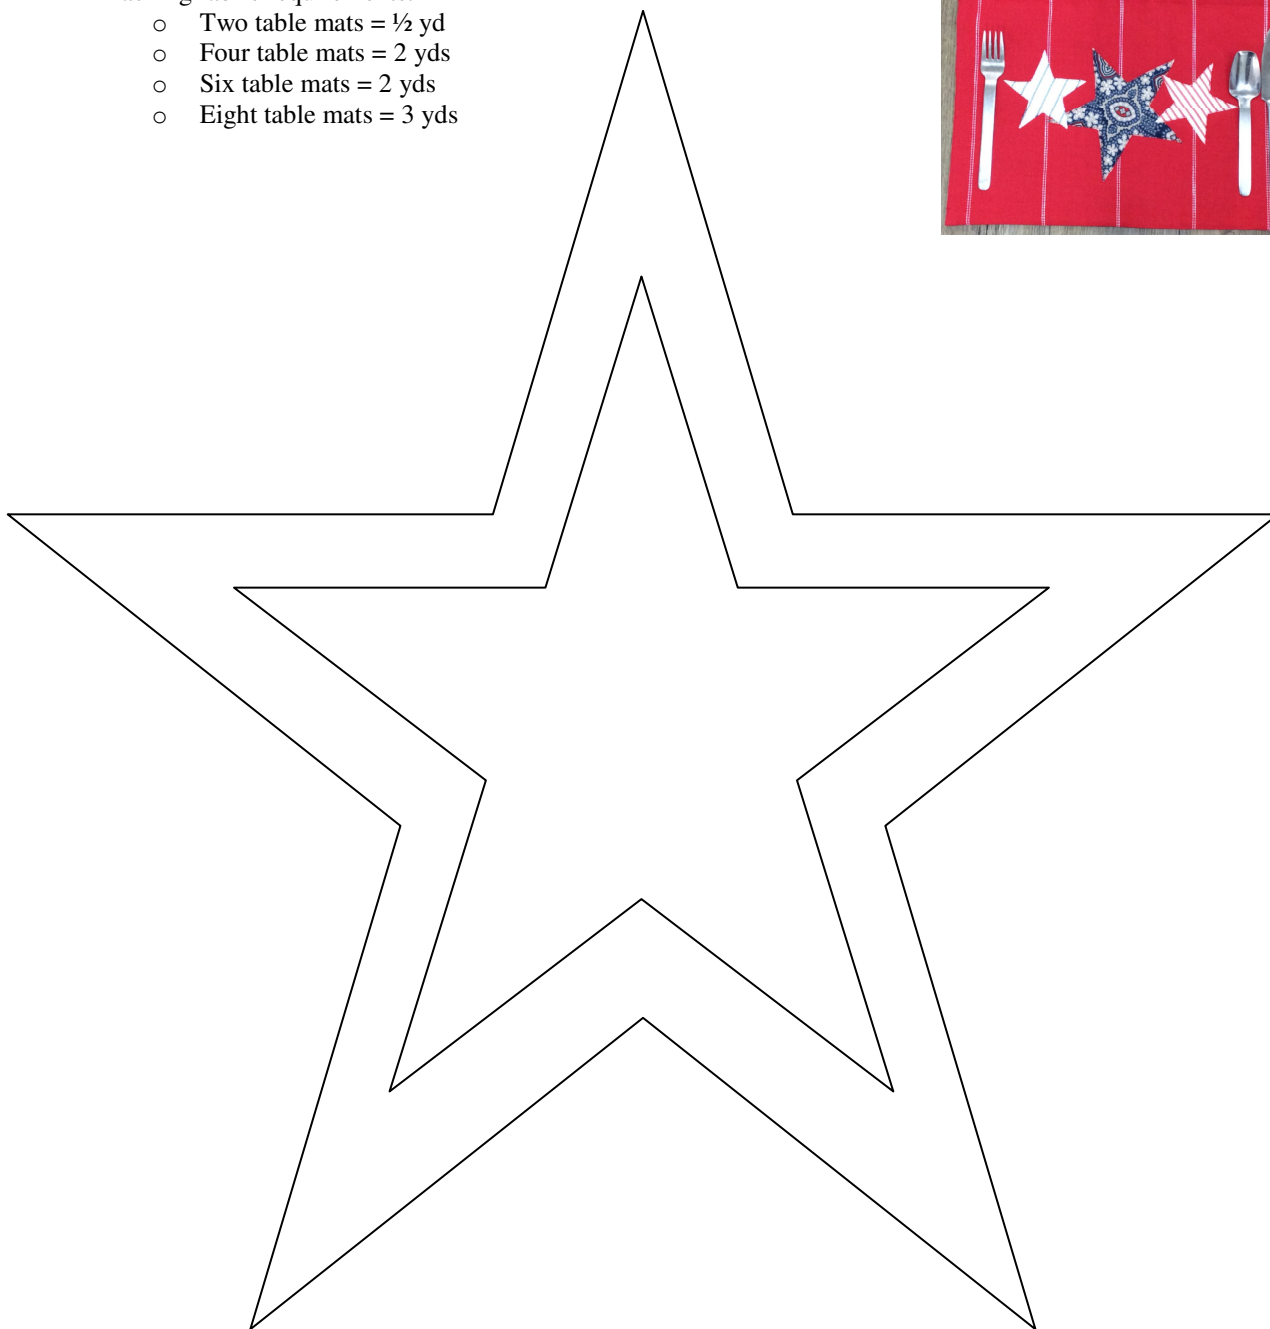 o Two table mats = ½ yd
o Four table mats = 2 yds
o Six table mats = 2 yds
o Eight table mats = 3 yds